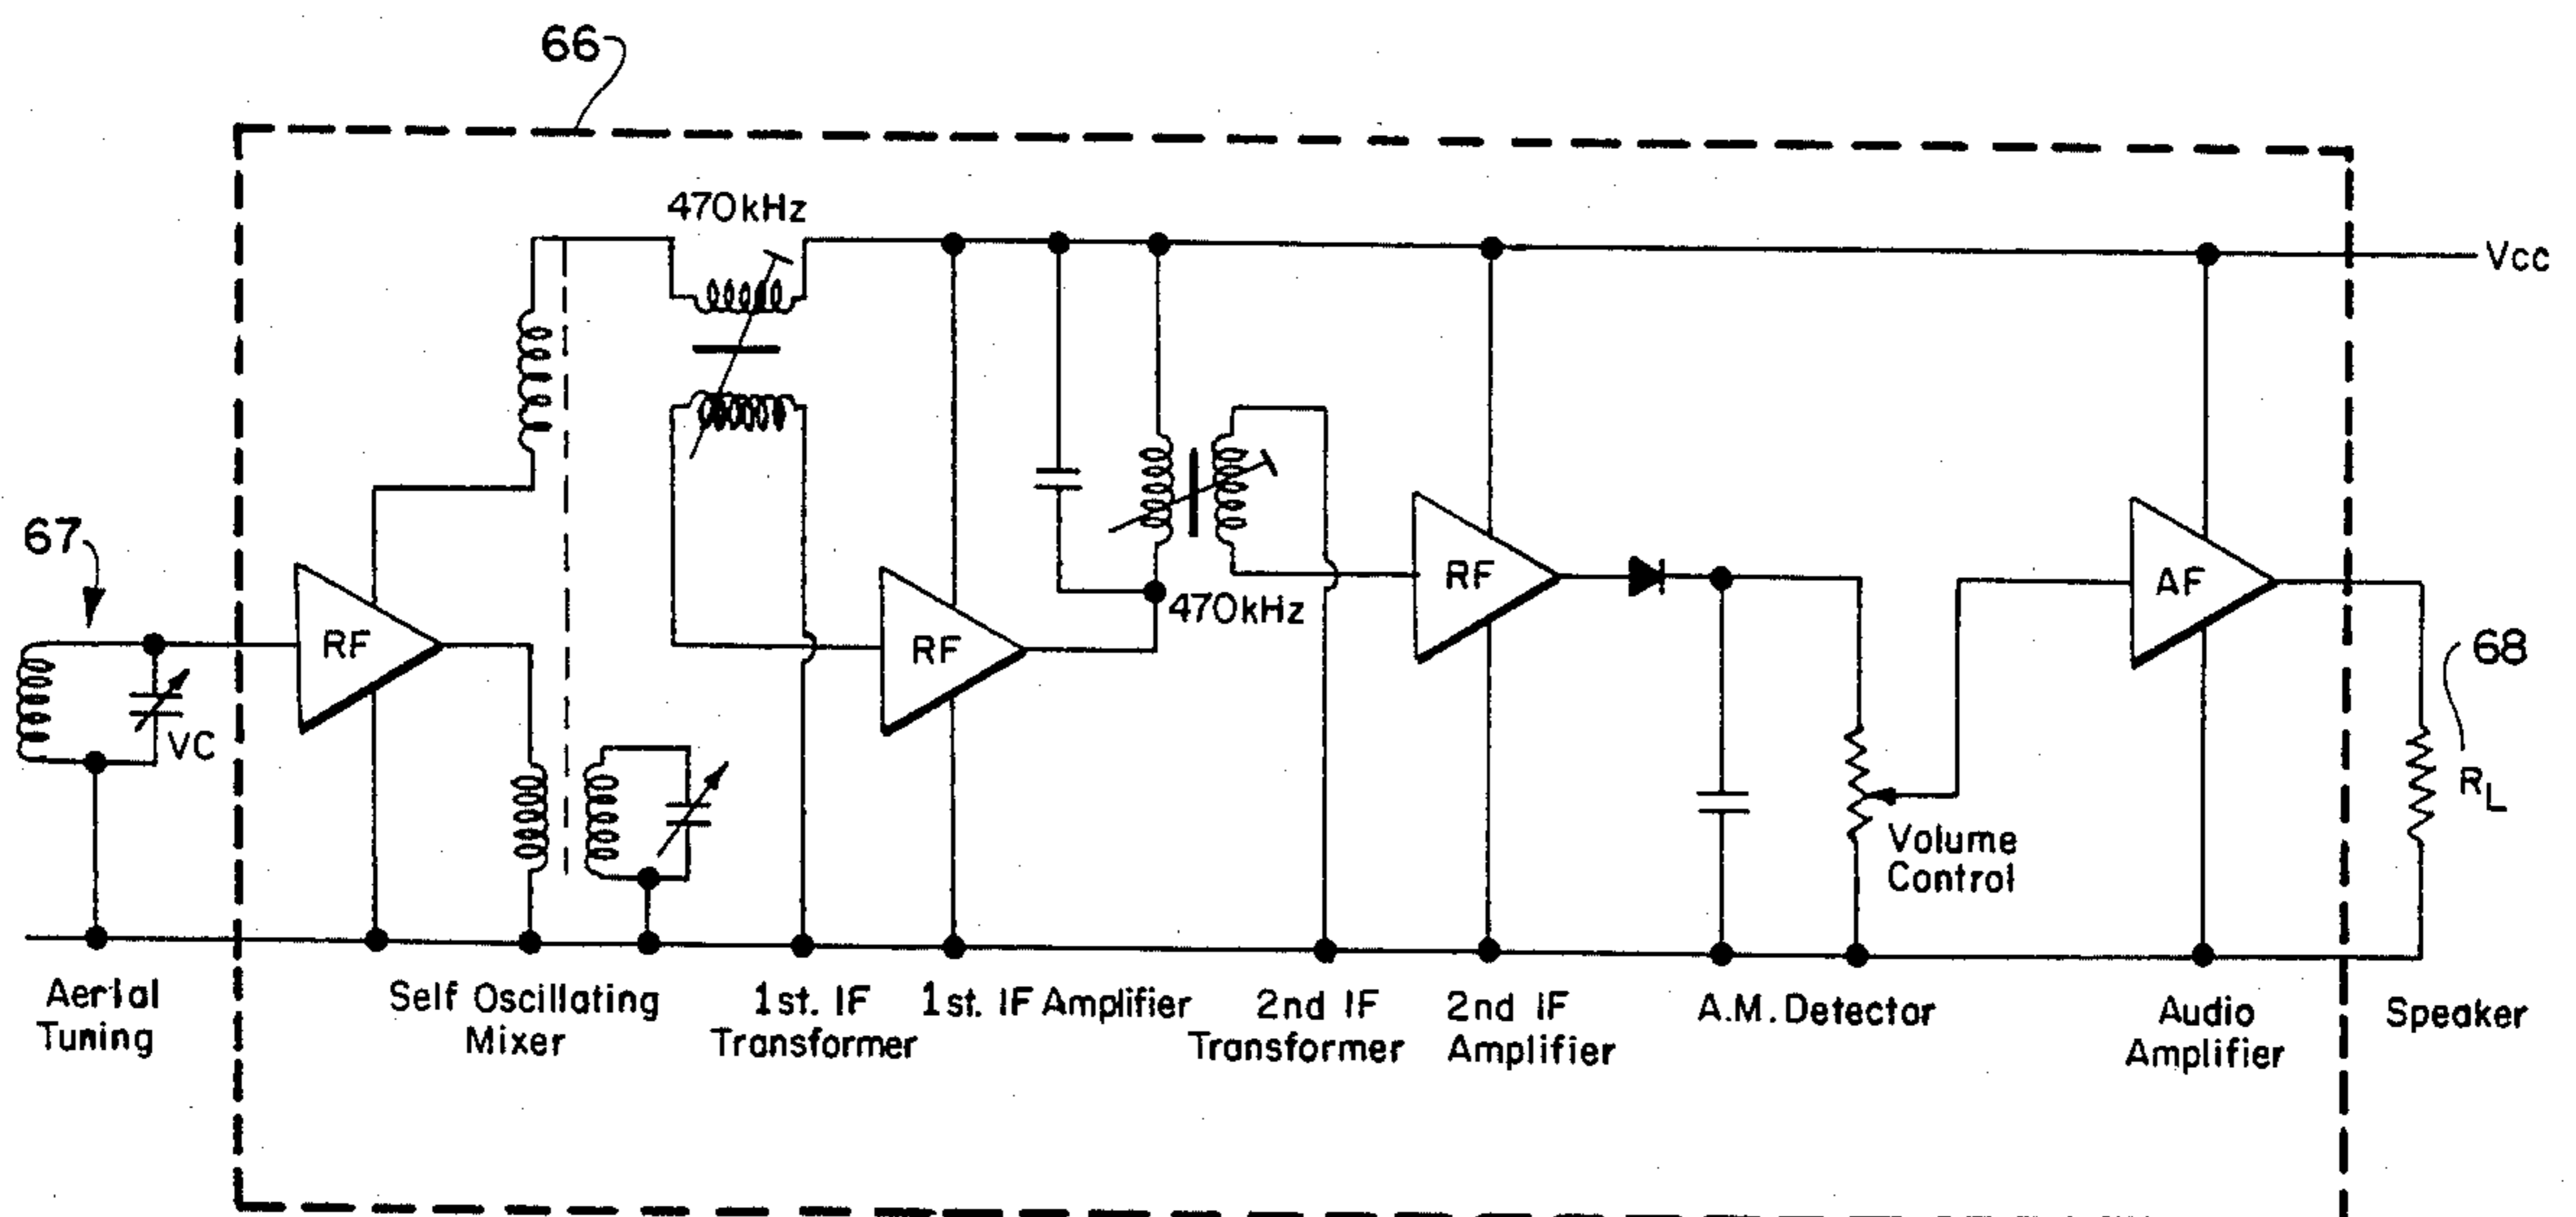 66
470kHz
Vcc
67
RF
VC
RF
470kHz
RF
AF
68
RL
Volume
Control
Aerial
Tuning
Self Oscillating
Mixer
1st. IF
Transformer
1st. IF Amplifier
2nd IF
Transformer
2nd IF
Amplifier
A.M. Detector
Audio
Amplifier
Speaker